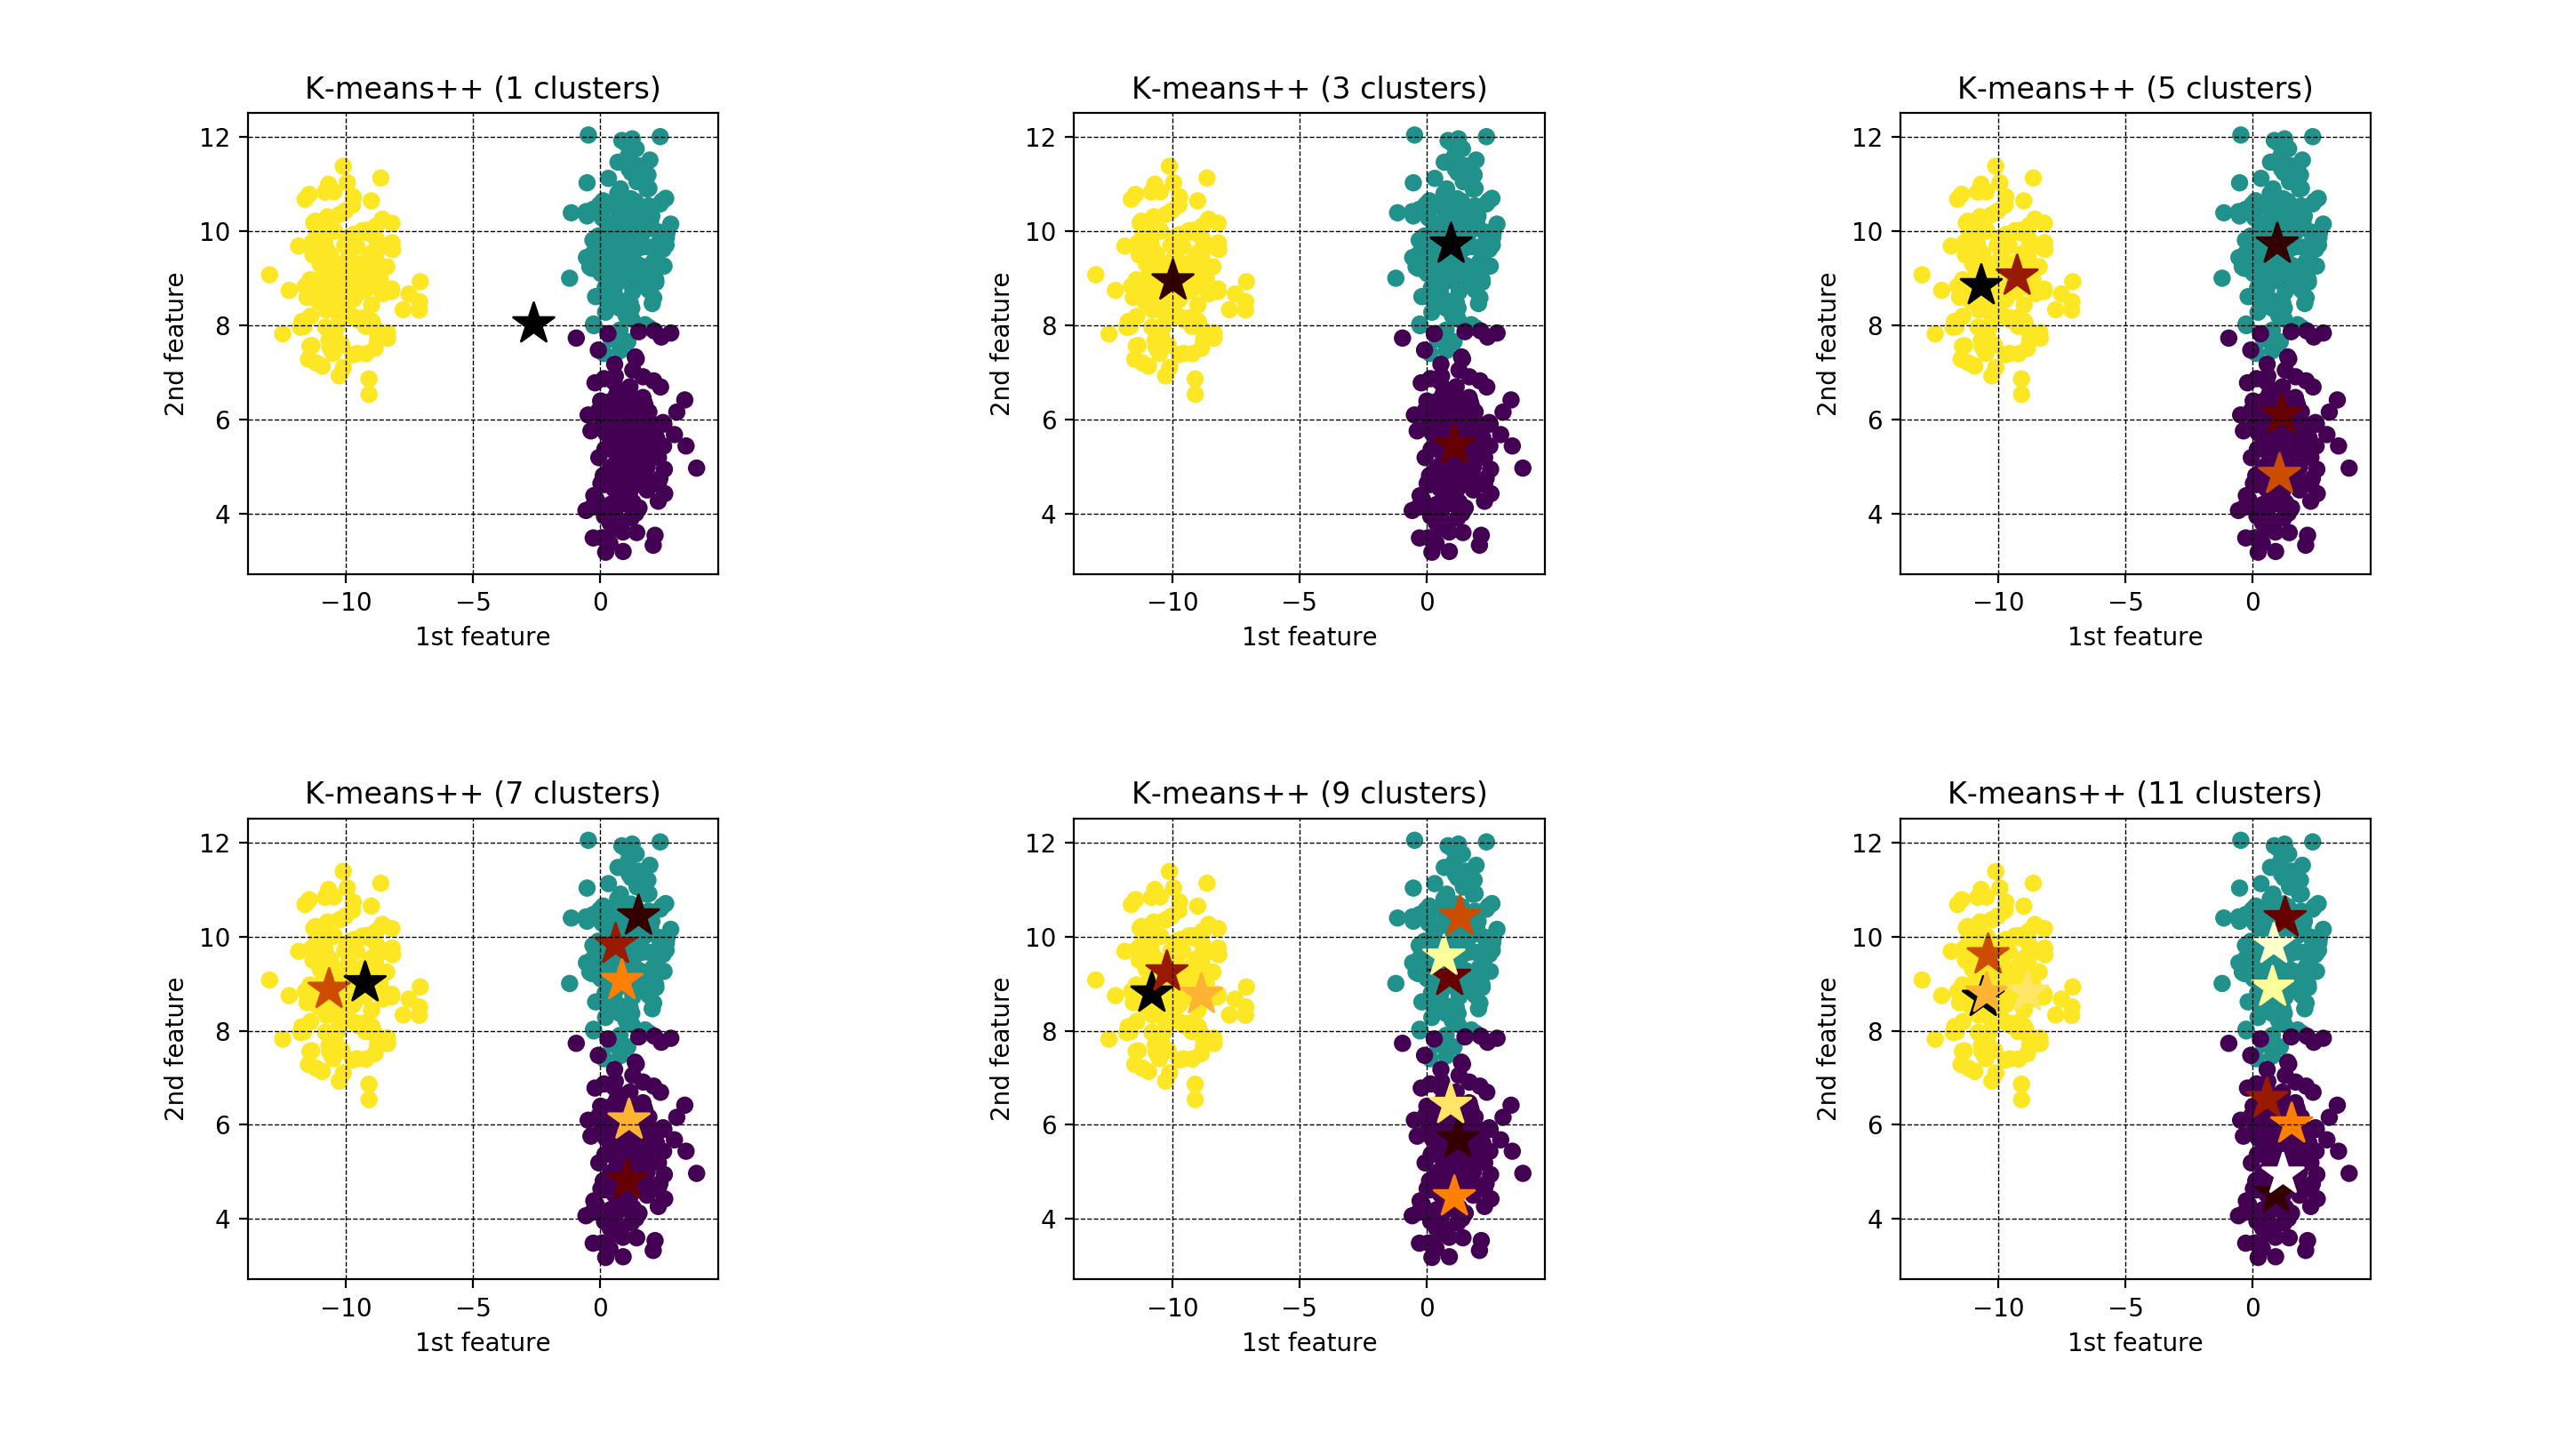 K-means++ (1 clusters)
12
10
8
6
4
2nd feature
−10 −5 0
1st feature
K-means++ (3 clusters)
12
10
8
6
4
2nd feature
−10 −5 0
1st feature
K-means++ (5 clusters)
12
10
8
6
4
2nd feature
−10 −5 0
1st feature
K-means++ (7 clusters)
12
10
8
6
4
2nd feature
−10 −5 0
1st feature
K-means++ (9 clusters)
12
10
8
6
4
2nd feature
−10 −5 0
1st feature
K-means++ (11 clusters)
12
10
8
6
4
2nd feature
−10 −5 0
1st feature